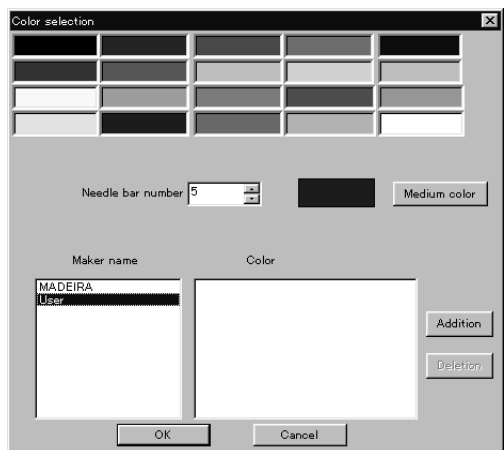 Color selection
Needle bar number 5 Medium color
Maker name Color
MADEIRA
User
Addition
Deletion
OK Cancel